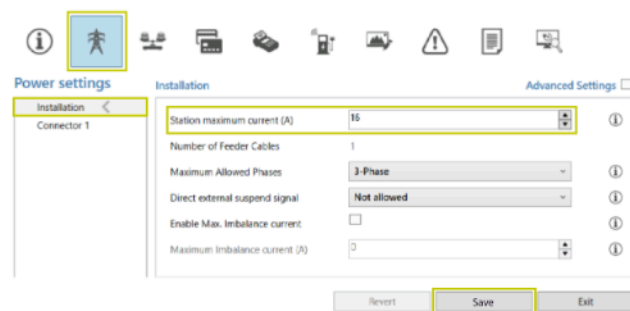 Power settings
Installation
Advanced Settings
Installation
Connector 1
Station maximum current (A)
16
Number of Feeder Cables
1
Maximum Allowed Phases
3-Phase
Direct external suspend signal
Not allowed
Enable Max. Imbalance current
Maximum Imbalance current (A)
0
Revert
Save
Exit